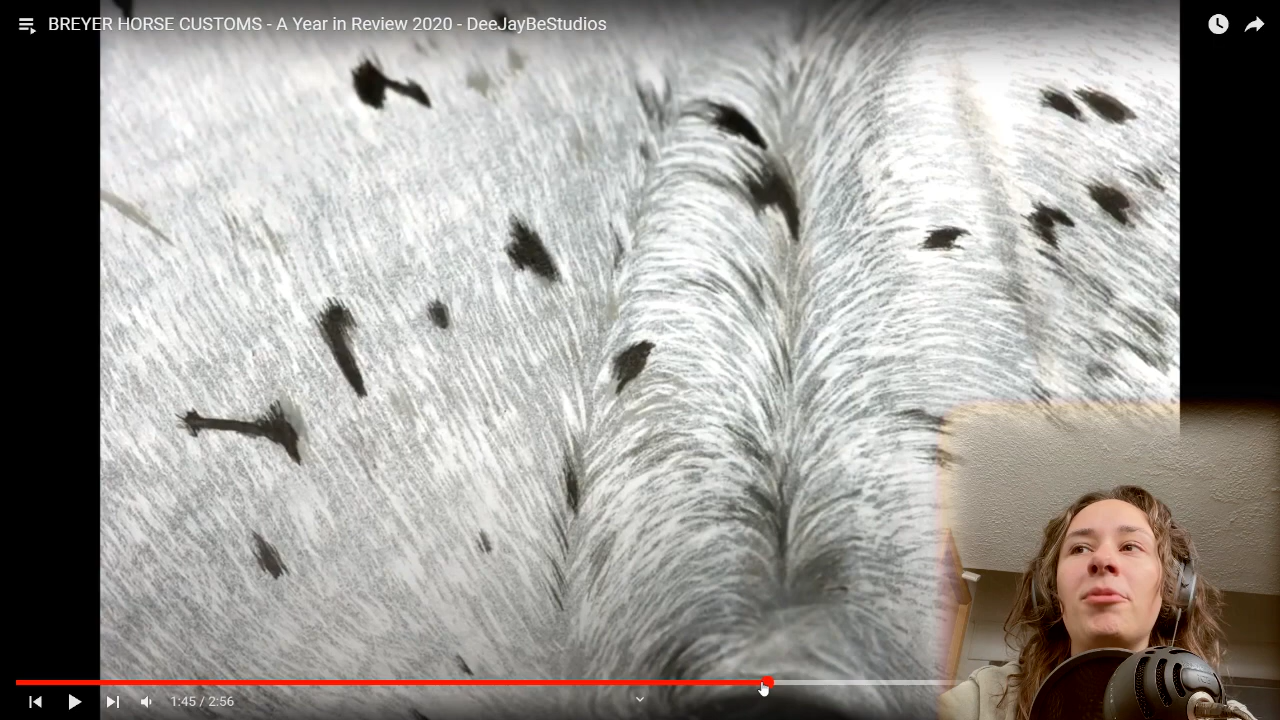 BREYER HORSE CUSTOMS - A Year in Review 2020 - DeeJayBeStudios
1:45 / 2:56